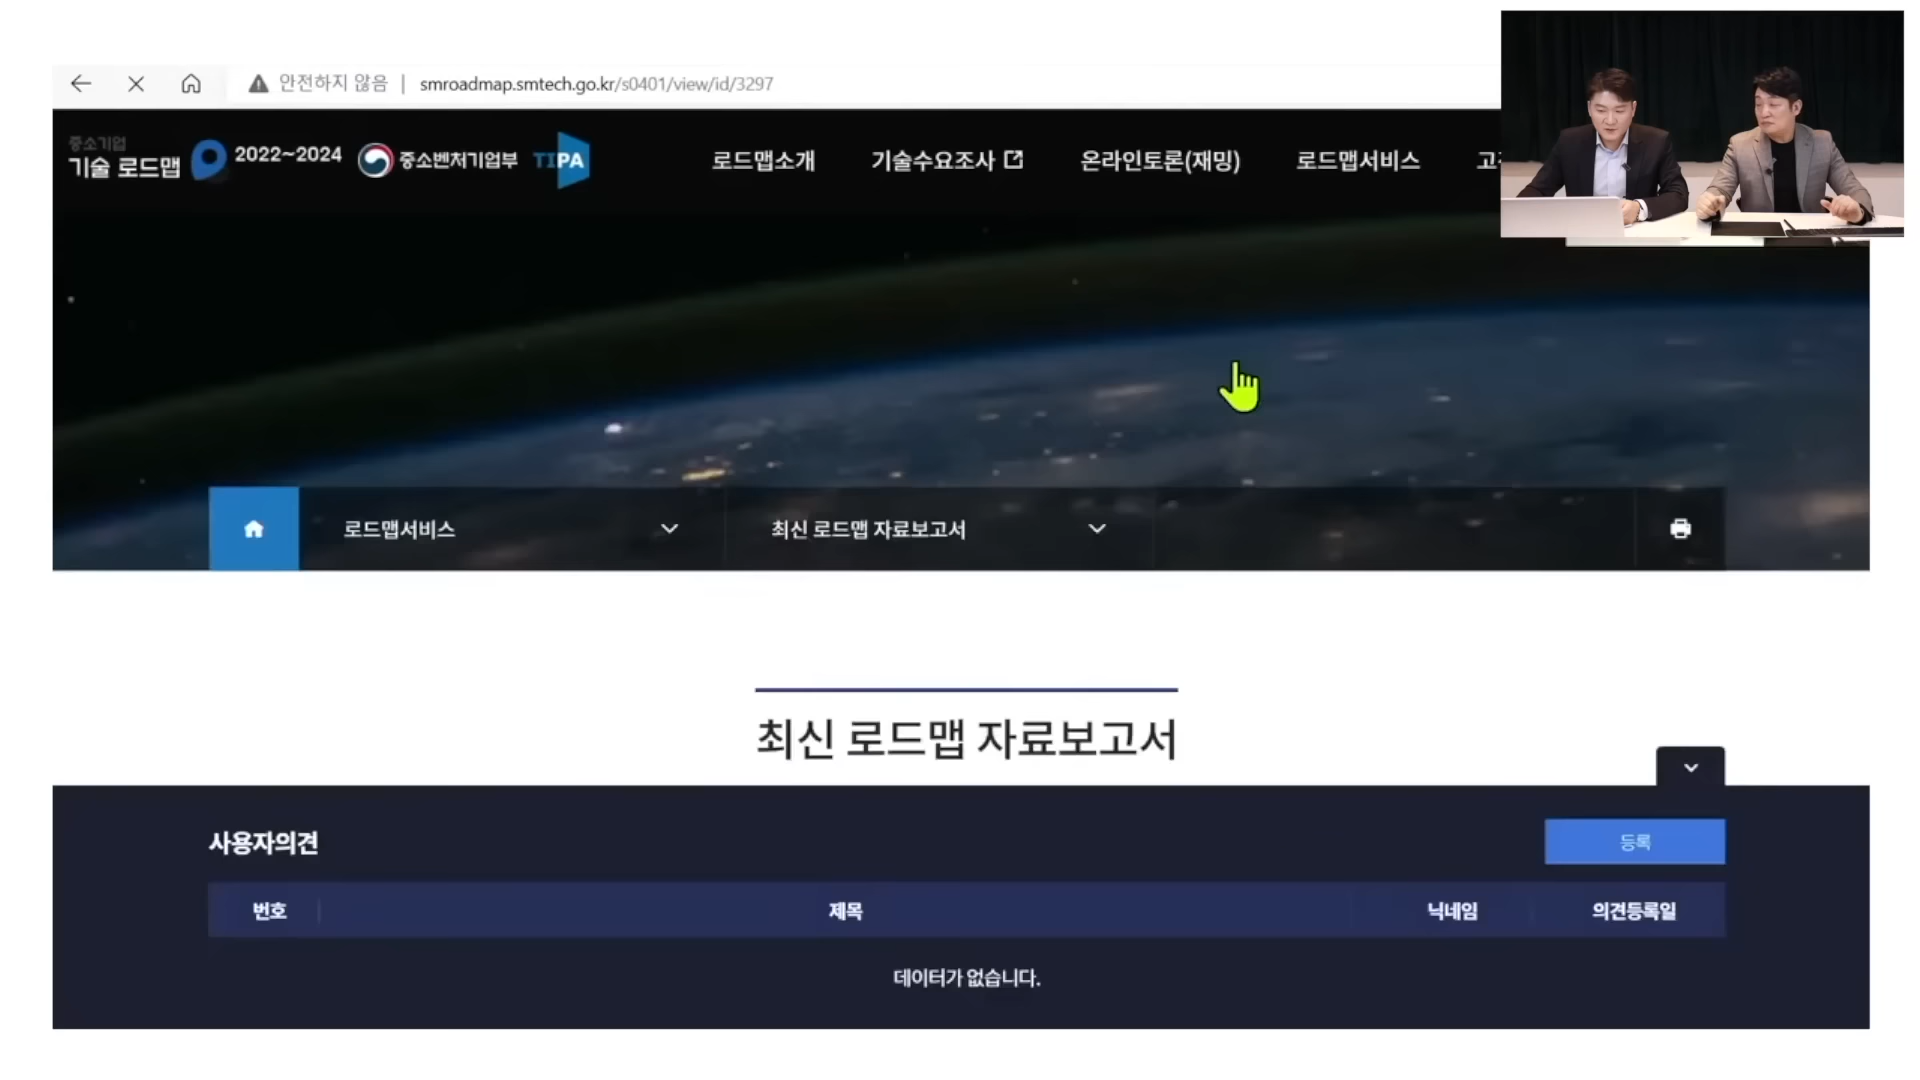 안전하지 않음 | smroadmap.smtech.go.kr/s0401/view/id/3297
중소기업
기술 로드맵
2022~2024
중소벤처기업부
TIPA
로드맵소개
기술수요조사
온라인토론(재밍)
로드맵서비스
고
로드맵서비스
최신 로드맵 자료보고서
최신 로드맵 자료보고서
사용자의견
등록
번호
제목
닉네임
의견등록일
데이터가 없습니다.